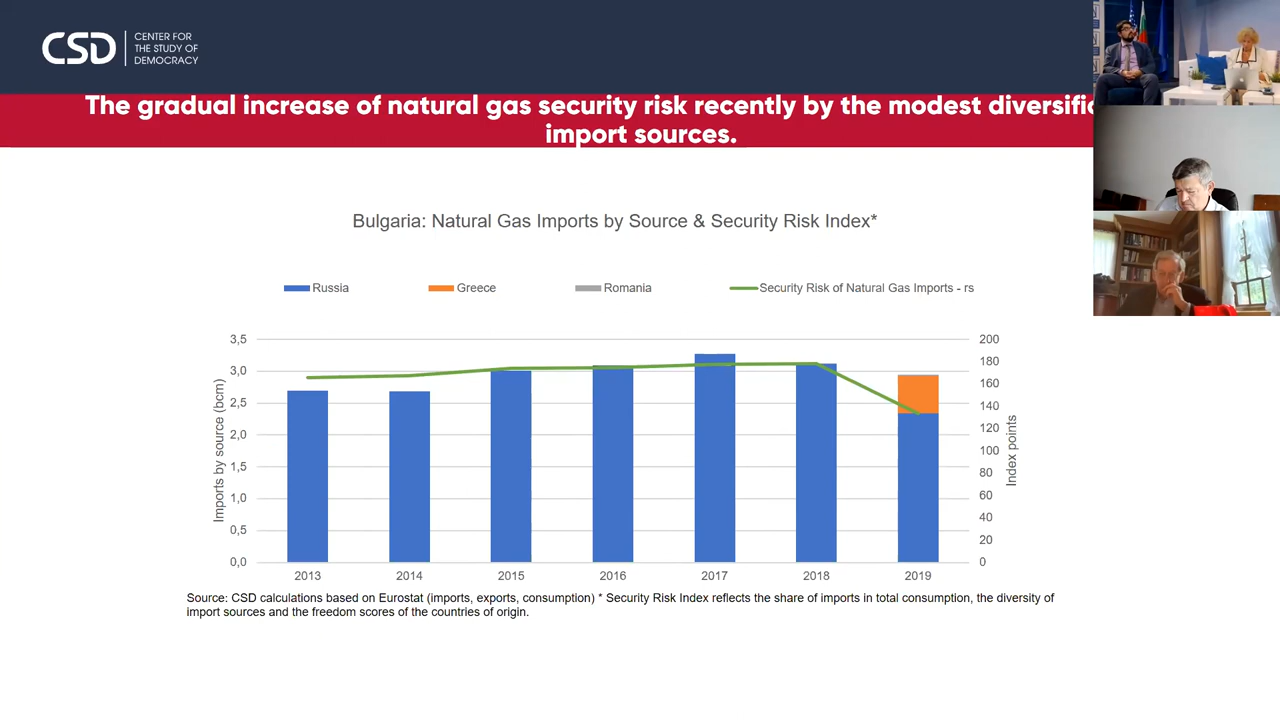 CSD
CENTER FOR
THE STUDY OF
DEMOCRACY
The gradual increase of natural gas security risk recently by the modest
import sources.
Bulgaria: Natural Gas Imports by Source & Security Risk Index*
Russia
Greece
Romania
Security Risk of Natural Gas Imports - rs
Imports by source (bcm)
3,5
3,0
2,5
2,0
1,5
1,0
0,5
0,0
200
180
160
140
120
100
80
60
40
20
0
Index points
2013 2014 2015 2016 2017 2018 2019
Source: CSD calculations based on Eurostat (imports, exports, consumption) * Security Risk Index reflects the share of imports in total consumption, the diversity of
import sources and the freedom scores of the countries of origin.